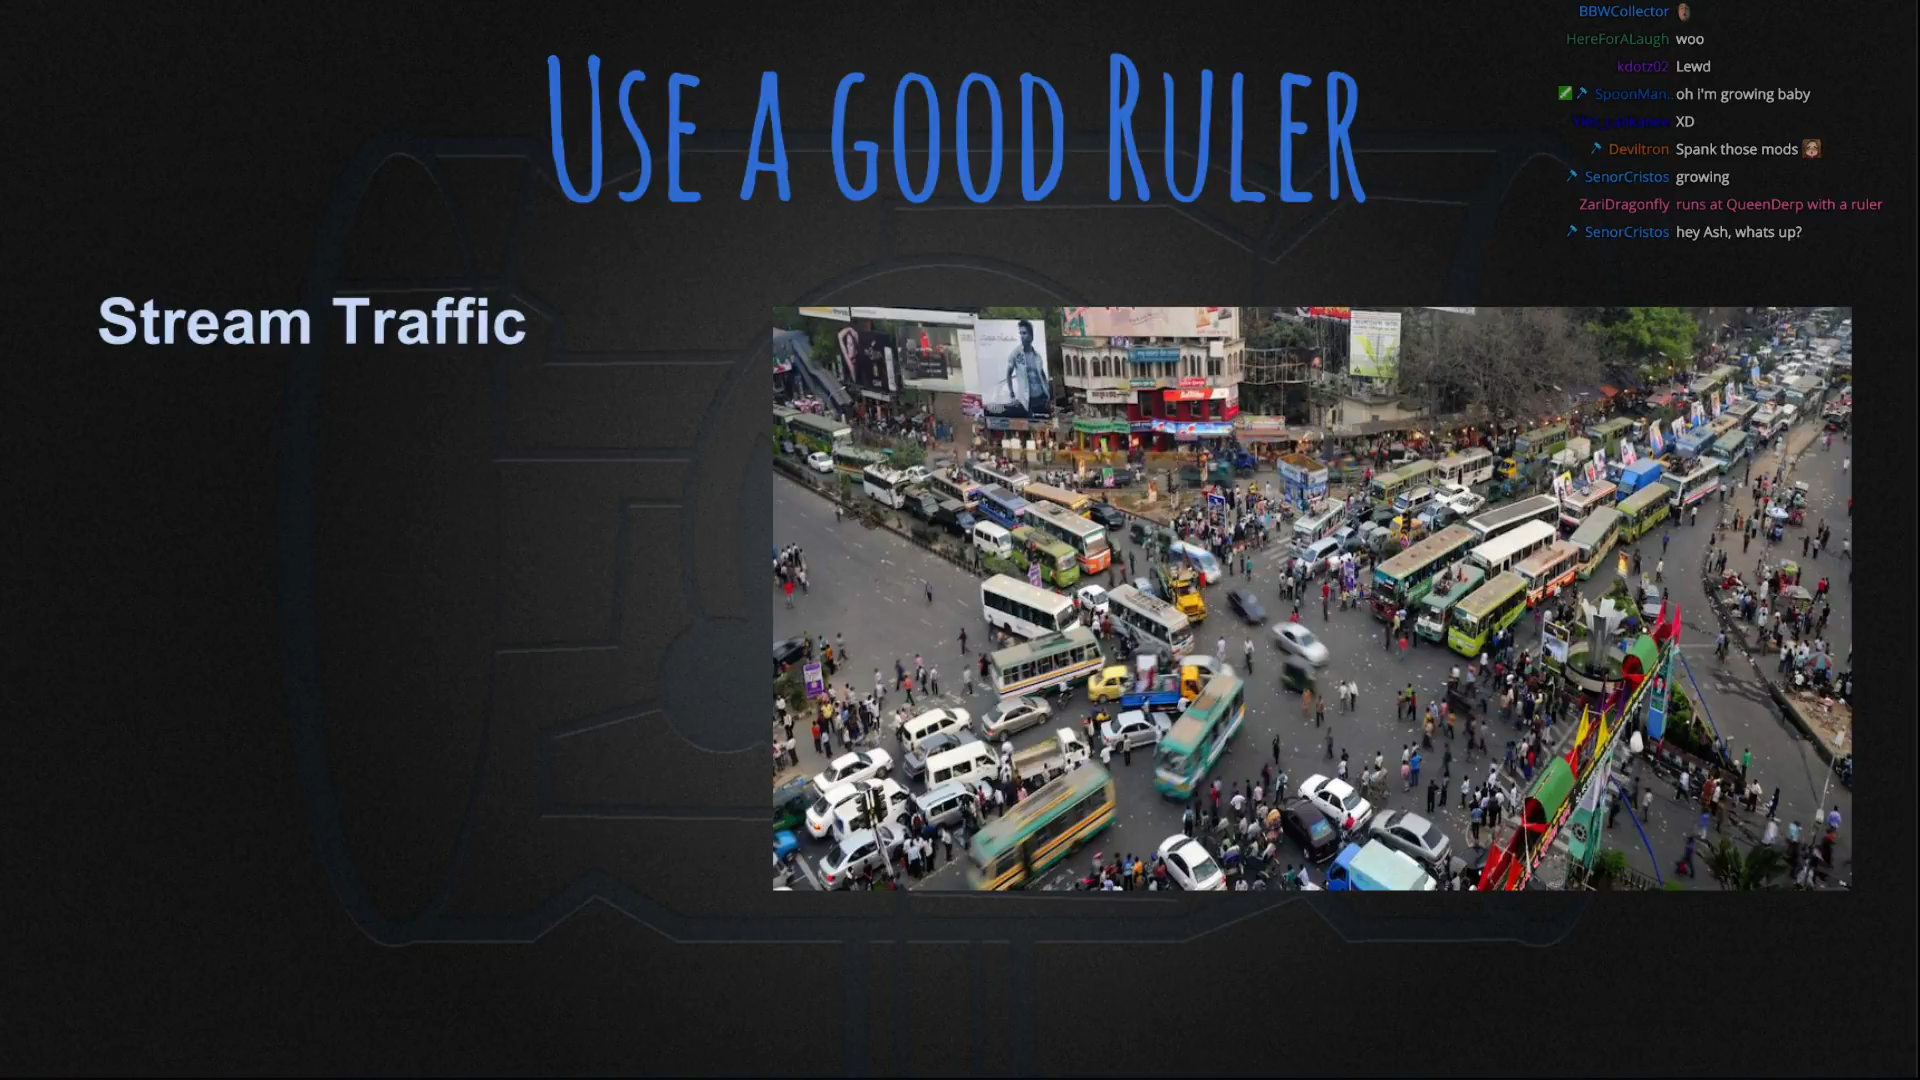 USE A GOOD RULER
Stream Traffic
BBWCollector
HereForALaugh woo
kdotz02 Lewd
SpoonMan.. oh i'm growing baby
XD
Deviltron Spank those mods
SenorCristos growing
ZariDragonfly runs at QueenDerp with a ruler
SenorCristos hey Ash, whats up?